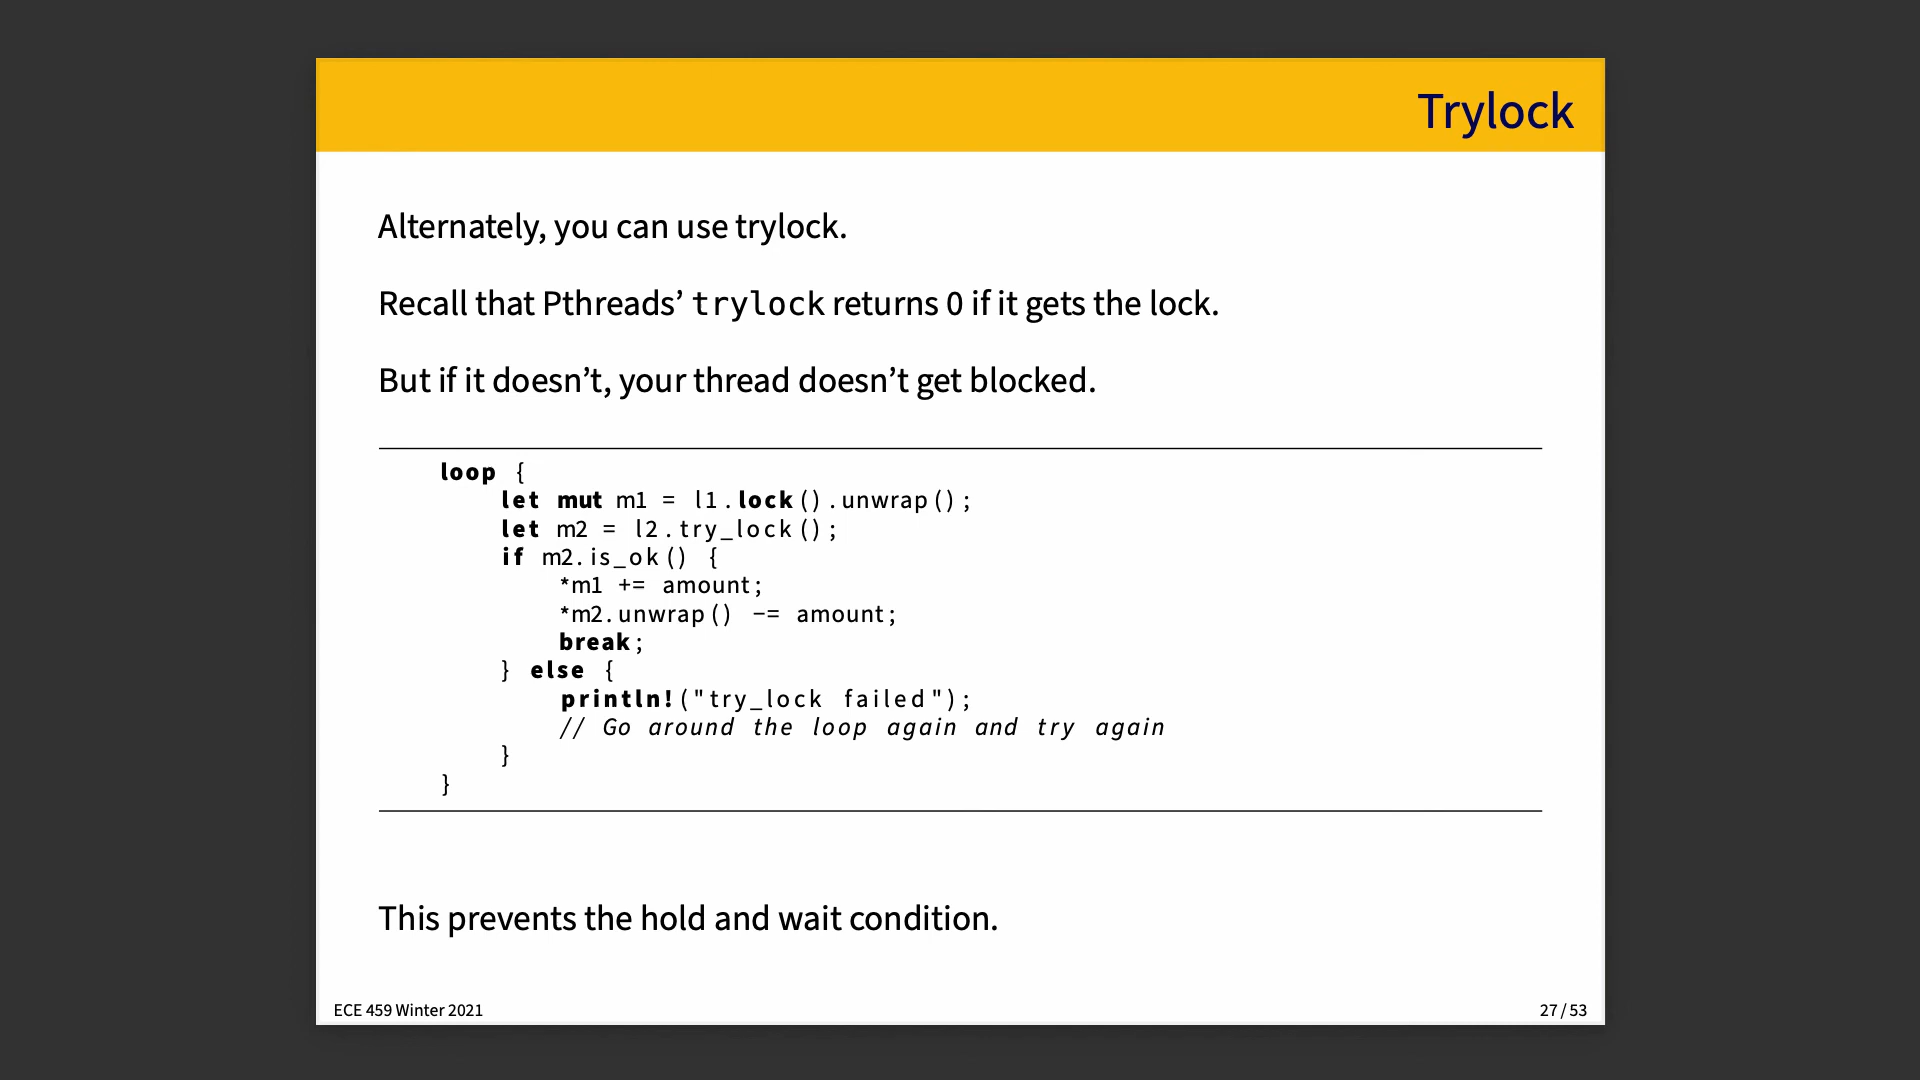 Trylock
Alternately, you can use trylock.
Recall that Pthreads’ trylock returns 0 if it gets the lock.
But if it doesn’t, your thread doesn’t get blocked.
loop {
let mut m1 = l1.lock().unwrap();
let m2 = l2.try_lock();
if m2.is_ok() {
*m1 += amount;
*m2.unwrap() −= amount;
break;
} else {
println!("try_lock failed");
// Go around the loop again and try again
}
}
This prevents the hold and wait condition.
ECE 459 Winter 2021
27 / 53